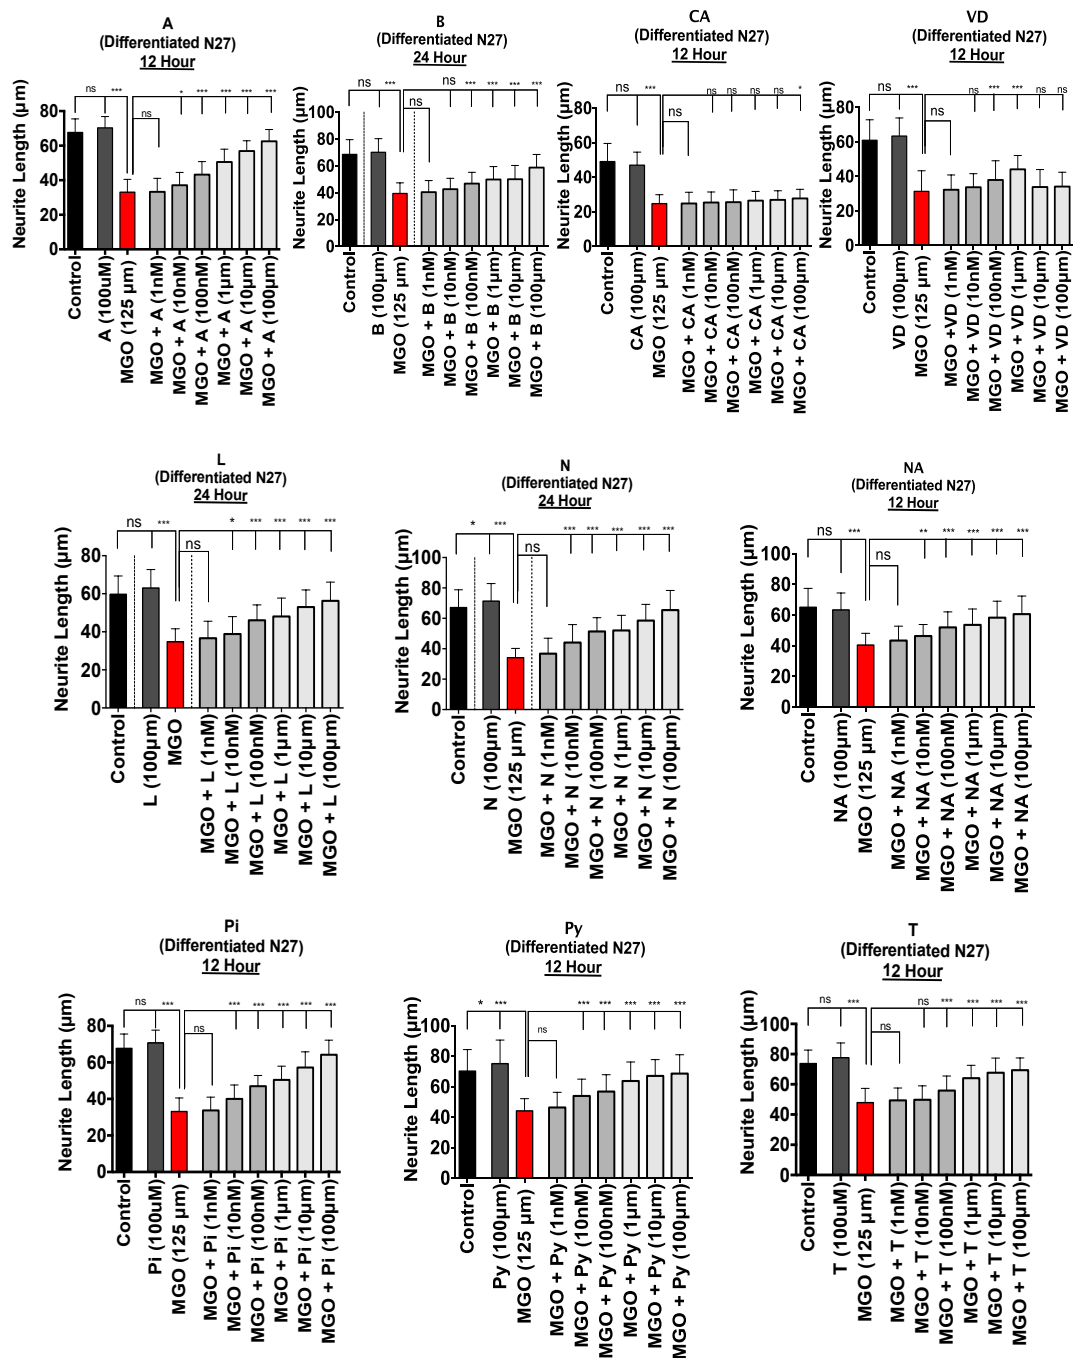 A
(Differentiated N27)
12 Hour
Neurite Length (µm)
80
60
40
20
0
ns
***
ns
*
***
***
***
***
Control
A (100uM)
MGO (125 µm)
MGO + A (1nM)
MGO + A (10nM)
MGO + A (100nM)
MGO + A (1µm)
MGO + A (10µm)
MGO + A (100µm)
B
(Differentiated N27)
24 Hour
Neurite Length (µm)
100
80
60
40
20
0
ns
***
ns
ns
***
***
***
***
Control
B (100µm)
MGO (125 µm)
MGO + B (1nM)
MGO + B (10nM)
MGO + B (100nM)
MGO + B (1µm)
MGO + B (10µm)
MGO + B (100µm)
CA
(Differentiated N27)
12 Hour
Neurite Length (µm)
80
60
40
20
0
ns
***
ns
ns
ns
ns
ns
*
Control
CA (100µm)
MGO (125 µm)
MGO + CA (1nM)
MGO + CA (10nM)
MGO + CA (100nM)
MGO + CA (1µm)
MGO + CA (10µm)
MGO + CA (100µm)
VD
(Differentiated N27)
12 Hour
Neurite Length (µm)
80
60
40
20
0
ns
***
ns
ns
***
***
ns
ns
Control
VD (100µm)
MGO (125 µm)
MGO +VD (1nM)
MGO + VD (10nM)
MGO + VD (100nM)
MGO + VD (1µm)
MGO + VD (10µm)
MGO + VD (100µm)
L
(Differentiated N27)
24 Hour
Neurite Length (µm)
80
60
40
20
0
ns
***
ns
*
***
***
***
***
Control
L (100µm)
MGO
MGO + L (1nM)
MGO + L (10nM)
MGO + L (100nM)
MGO + L (1µm)
MGO + L (10µm)
MGO + L (100µm)
N
(Differentiated N27)
24 Hour
Neurite Length (µm)
100
80
60
40
20
0
*
***
ns
***
***
***
***
***
Control
N (100µm)
MGO (125 µm)
MGO + N (1nM)
MGO + N (10nM)
MGO + N (100nM)
MGO + N (1µm)
MGO + N (10µm)
MGO + N (100µm)
NA
(Differentiated N27)
12 Hour
Neurite Length (µm)
100
80
60
40
20
0
ns
***
ns
**
***
***
***
***
Control
NA (100µm)
MGO (125 µm)
MGO + NA (1nM)
MGO + NA (10nM)
MGO + NA (100nM)
MGO + NA (1µm)
MGO + NA (10µm)
MGO + NA (100µm)
Pi
(Differentiated N27)
12 Hour
Neurite Length (µm)
80
60
40
20
0
ns
***
ns
***
***
***
***
***
Control
Pi (100uM)
MGO (125 µm)
MGO + Pi (1nM)
MGO + Pi (10nM)
MGO + Pi (100nM)
MGO + Pi (1µm)
MGO + Pi (10µm)
MGO + Pi (100µm)
Py
(Differentiated N27)
12 Hour
Neurite Length (µm)
100
80
60
40
20
0
*
***
ns
***
***
***
***
***
Control
Py (100µm)
MGO (125 µm)
MGO + Py (1nM)
MGO + Py (10nM)
MGO + Py (100nM)
MGO + Py (1µm)
MGO + Py (10µm)
MGO + Py (100µm)
T
(Differentiated N27)
12 Hour
Neurite Length (µm)
100
80
60
40
20
0
ns
***
ns
ns
***
***
***
***
Control
T (100uM)
MGO (125 µm)
MGO + T (1nM)
MGO + T (10nM)
MGO + T (100nM)
MGO + T (1µm)
MGO + T (10µm)
MGO + T (100µm)